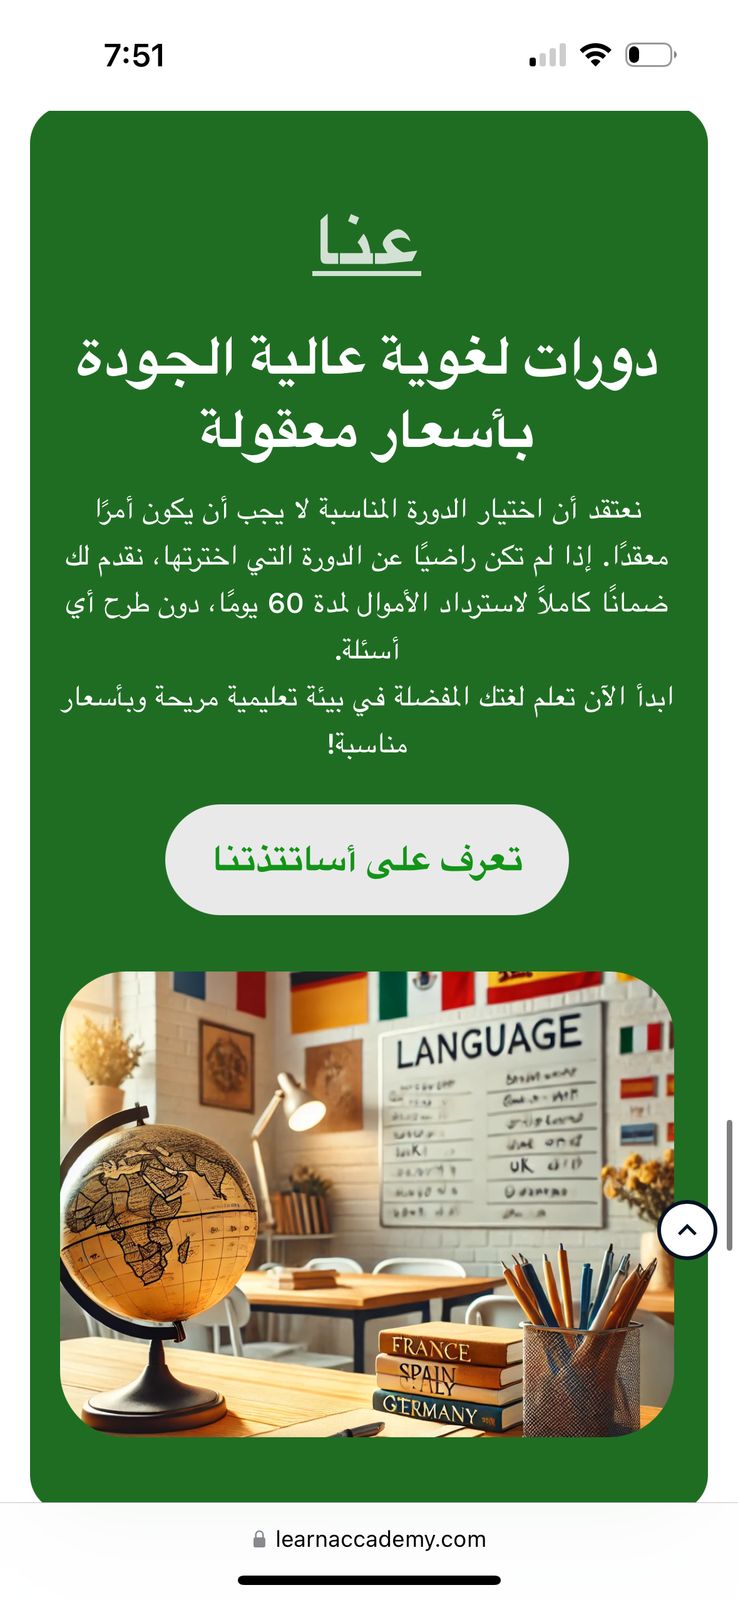 7:51
عنا
دورات لغوية عالية الجودة
بأسعار معقولة
نعتقد أن اختيار الدورة المناسبة لا يجب أن يكون أمرًا
معقدًا. إذا لم تكن راضيًا عن الدورة التي اخترتها، نقدم لك
ضمانًا كاملاً لاسترداد الأموال لمدة 60 يومًا، دون طرح أي
أسئلة.
ابدأ الآن تعلم لغتك المفضلة في بيئة تعليمية مريحة وبأسعار
مناسبة!
تعرف على أساتتذتنا
LANGUAGE
UK
FRANCE
SPAIN
GERMANY
learnaccademy.com